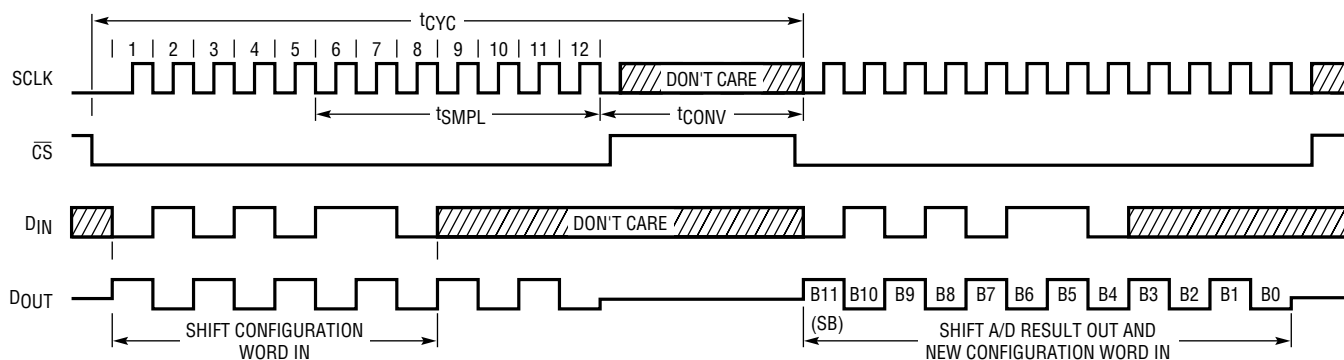 tCYC
1 2 3 4 5 6 7 8 9 10 11 12
SCLK
DON'T CARE
tSMPL
tCONV
CS
DIN
DON'T CARE
DOUT
B11 B10 B9 B8 B7 B6 B5 B4 B3 B2 B1 B0
(SB)
SHIFT CONFIGURATION
WORD IN
SHIFT A/D RESULT OUT AND
NEW CONFIGURATION WORD IN